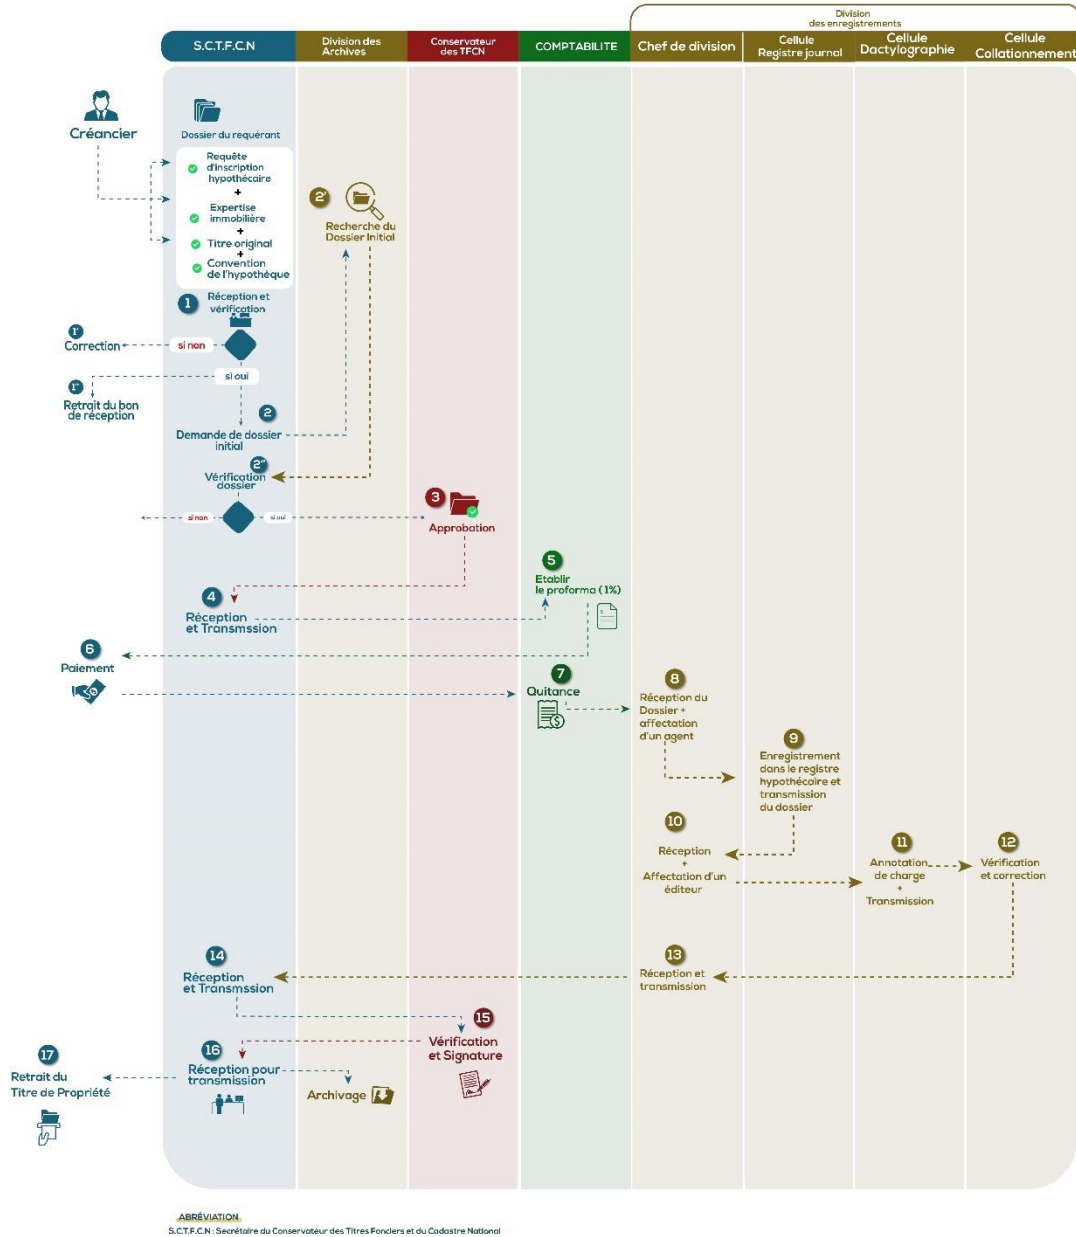 Division
des enregistrements
S.C.T.F.C.N
Division des
Archives
Conservateur
des TFCN
COMPTABILITE
Chef de division
Cellule
Registre journal
Cellule
Dactylographie
Cellule
Collationnement
Créancier
Dossier du requérant
Requête
d'inscription
hypothécaire
+
Expertise
immobilière
+
Titre original
+
Convention
de l'hypothèque
2'
Recherche du
Dossier Initial
1
Réception et
vérification
1'
Correction
si non
si oui
1''
Retrait du bon
de réception
2
Demande de dossier
initial
2''
Vérification
dossier
si non
si oui
3
Approbation
4
Réception
et Transmssion
5
Etablir
le proforma (1%)
6
Paiement
7
Quitance
8
Réception du
Dossier +
affectation
d'un agent
9
Enregistrement
dans le registre
hypothécaire et
transmission
du dossier
10
Réception
+
Affectation d'un
éditeur
11
Annotation
de charge
+
Transmission
12
Vérification
et correction
13
Réception et
transmission
14
Réception
et Transmssion
15
Vérification
et Signature
16
Réception pour
transmission
Archivage
17
Retrait du
Titre de Propriété
ABRÉVIATION
S.C.T.F.C.N : Secrétaire du Conservateur des Titres Fonciers et du Cadastre National